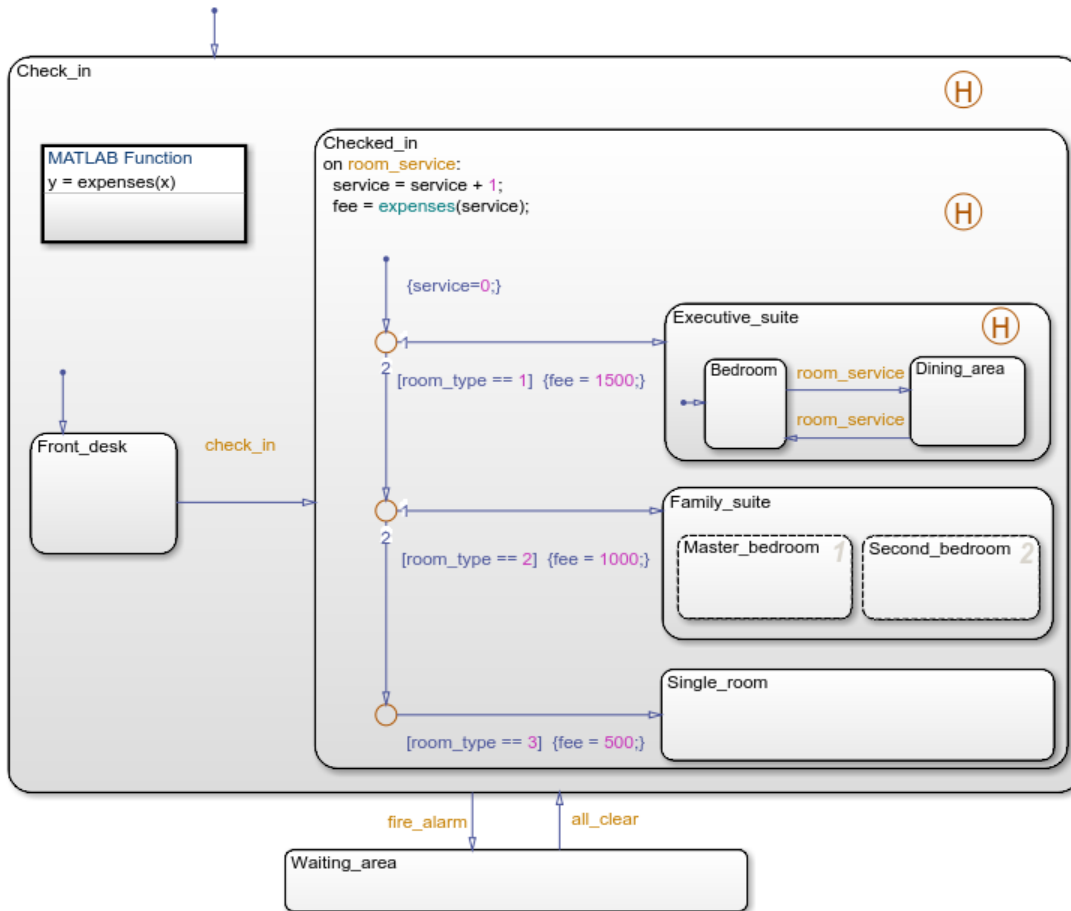 Check_in
H
MATLAB Function
y = expenses(x)
Checked_in
on room_service:
service = service + 1;
fee = expenses(service);
H
{service=0;}
1
2
[room_type == 1] {fee = 1500;}
Executive_suite
H
Bedroom
room_service
Dining_area
room_service
Front_desk
check_in
1
2
[room_type == 2] {fee = 1000;}
Family_suite
Master_bedroom 1
Second_bedroom 2
Single_room
[room_type == 3] {fee = 500;}
fire_alarm
all_clear
Waiting_area